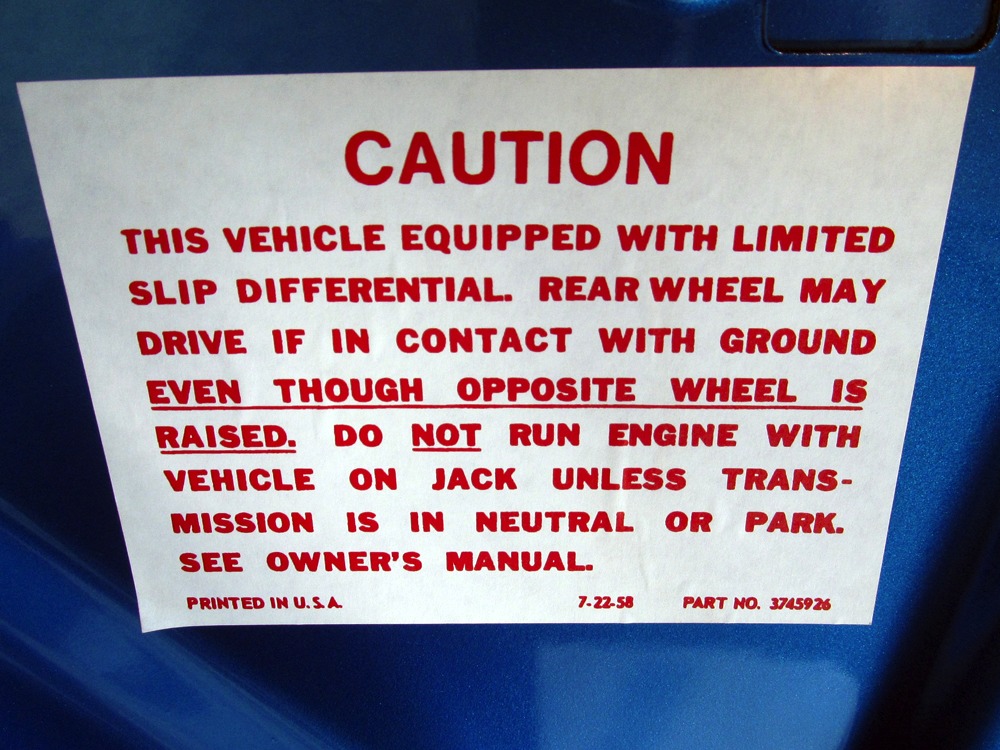 CAUTION
THIS VEHICLE EQUIPPED WITH LIMITED
SLIP DIFFERENTIAL. REAR WHEEL MAY
DRIVE IF IN CONTACT WITH GROUND
EVEN THOUGH OPPOSITE WHEEL IS
RAISED. DO NOT RUN ENGINE WITH
VEHICLE ON JACK UNLESS TRANS-
MISSION IS IN NEUTRAL OR PARK.
SEE OWNER'S MANUAL.
PRINTED IN U.S.A. 7-22-58 PART NO. 3745926